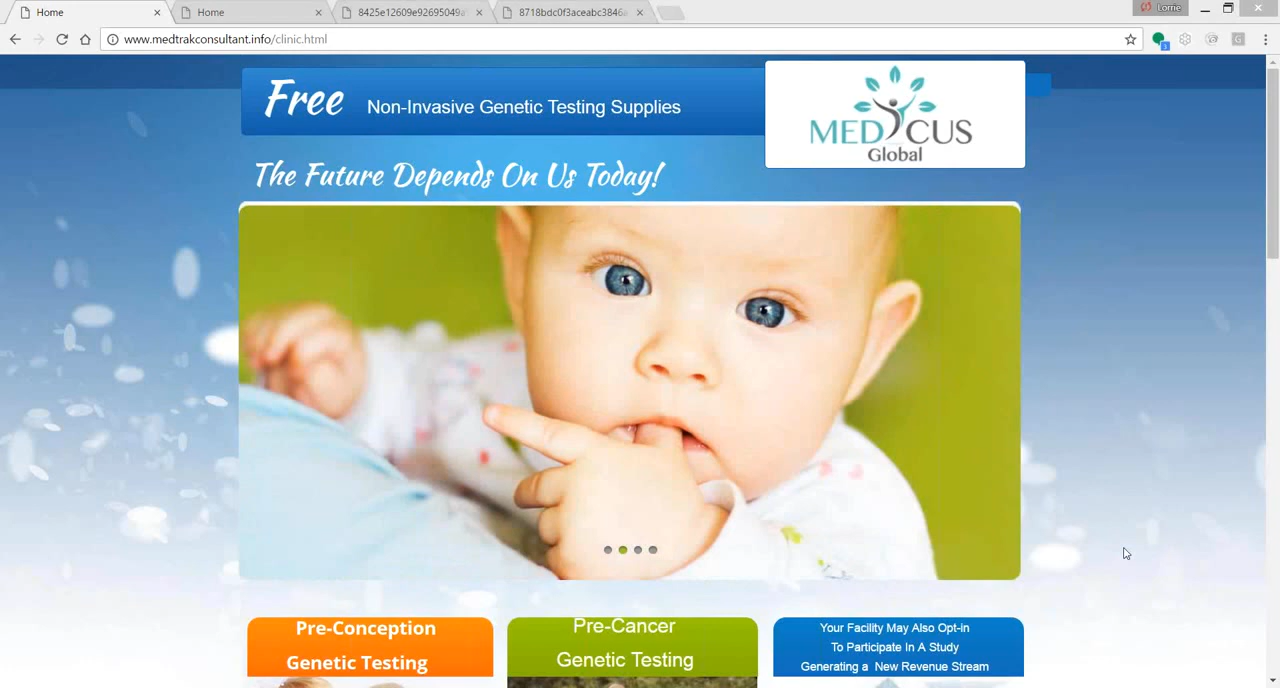 Home
Home
8425e12609e92695049a
8718bdc0f3aceabc3846a
Lorrie
www.medtrakconsultant.info/clinic.html
3
G
Free Non-Invasive Genetic Testing Supplies
MEDICUS
Global
The Future Depends On Us Today!
Pre-Conception
Genetic Testing
Pre-Cancer
Genetic Testing
Your Facility May Also Opt-in
To Participate In A Study
Generating a New Revenue Stream